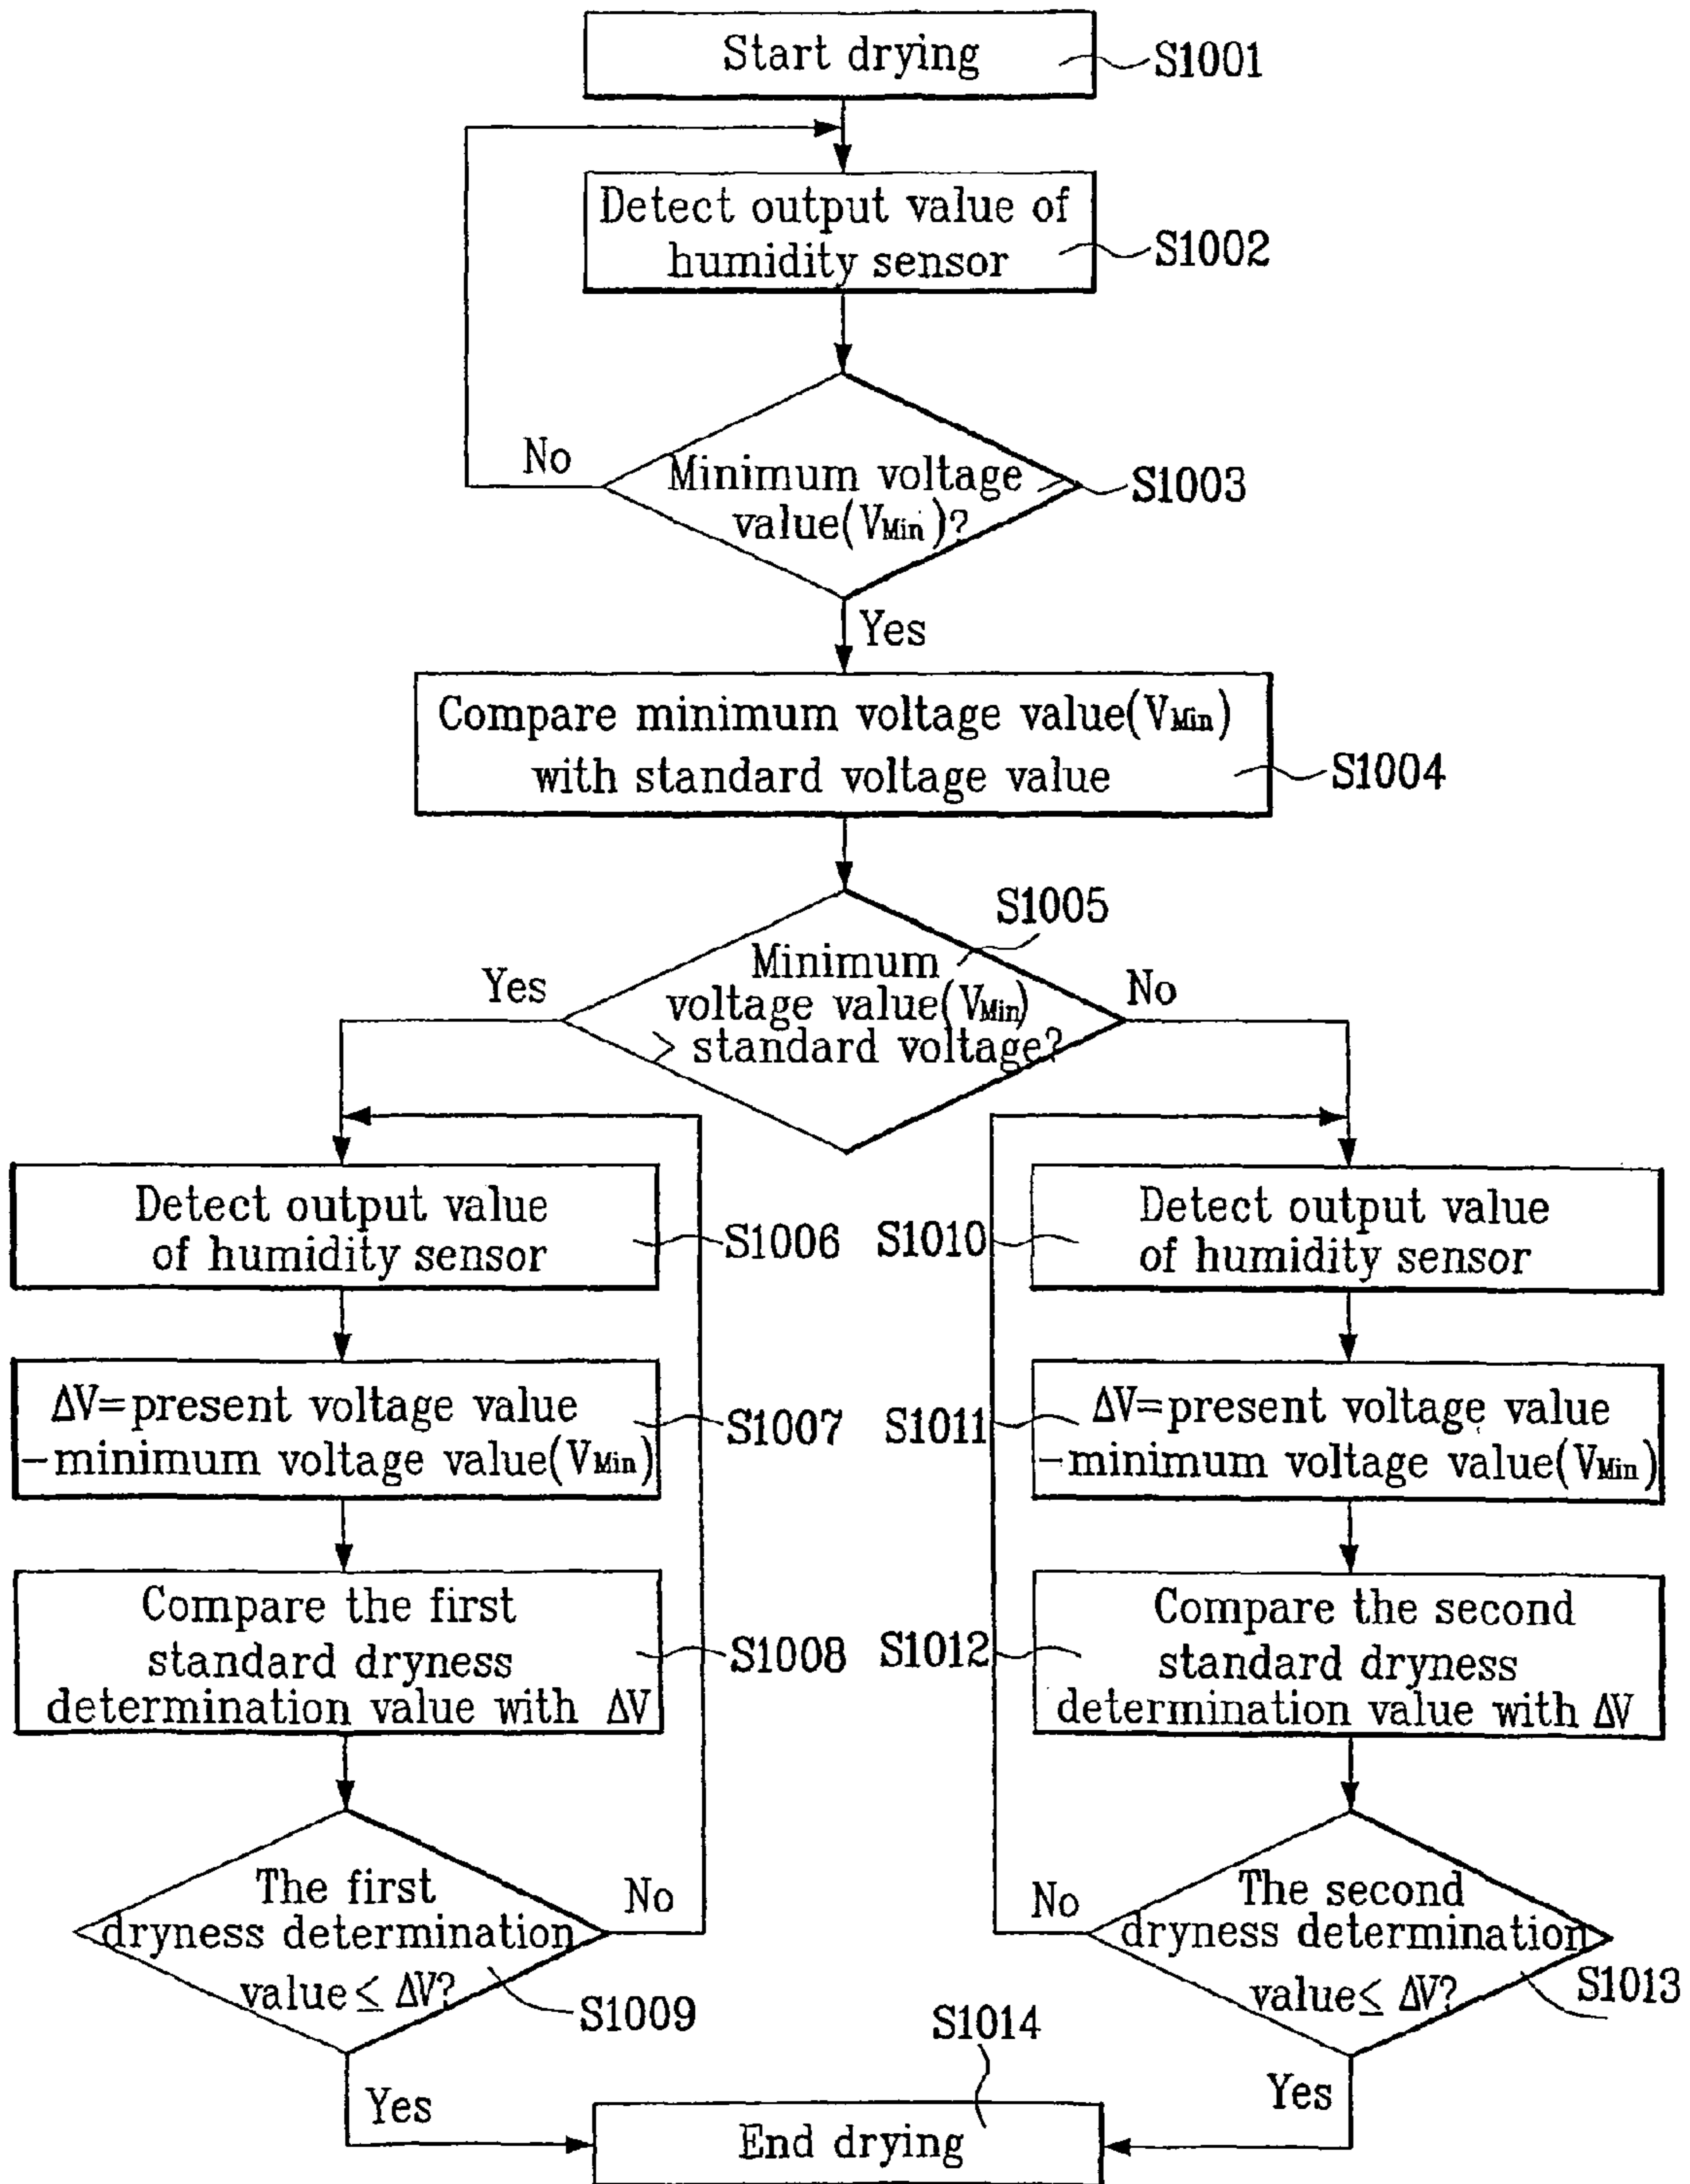 Start drying
S1001
Detect output value of
humidity sensor
S1002
No
Minimum voltage
value(VMin)?
S1003
Yes
Compare minimum voltage value(VMin)
with standard voltage value
S1004
S1005
Yes
Minimum
voltage value(VMin)
> standard voltage?
No
Detect output value
of humidity sensor
S1006
S1010
Detect output value
of humidity sensor
ΔV=present voltage value
-minimum voltage value(VMin)
S1007
S1011
ΔV=present voltage value
-minimum voltage value(VMin)
Compare the first
standard dryness
determination value with ΔV
S1008
S1012
Compare the second
standard dryness
determination value with ΔV
The first
dryness determination
value≤ ΔV?
No
S1009
No
The second
dryness determination
value≤ ΔV?
S1013
S1014
Yes
Yes
End drying